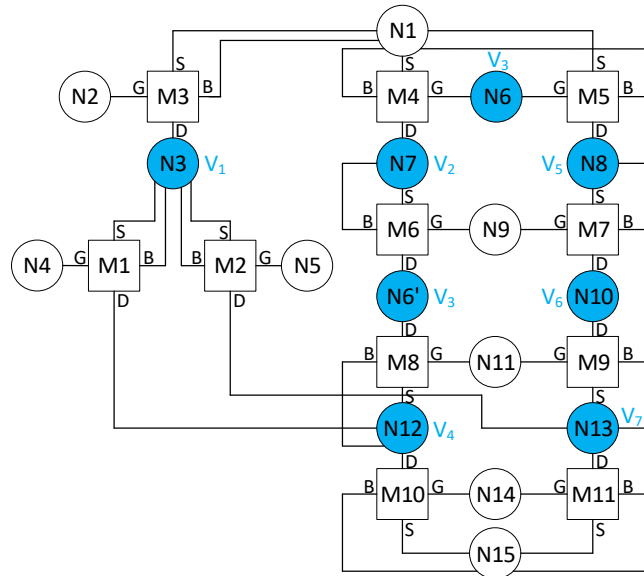 N1
S S S
V3
N2 G M3 B B M4 G N6 G M5 B
D D D
N3 V1 N7 V2 V5 N8
S S S S
N4 G M1 B B M2 G N5 B M6 G N9 G M7 B
D D D D
N6' V3 V6 N10
D D
B M8 G N11 G M9 B
S S
N12 V4 N13 V7
D D
B M10 G N14 G M11 B
S S
N15